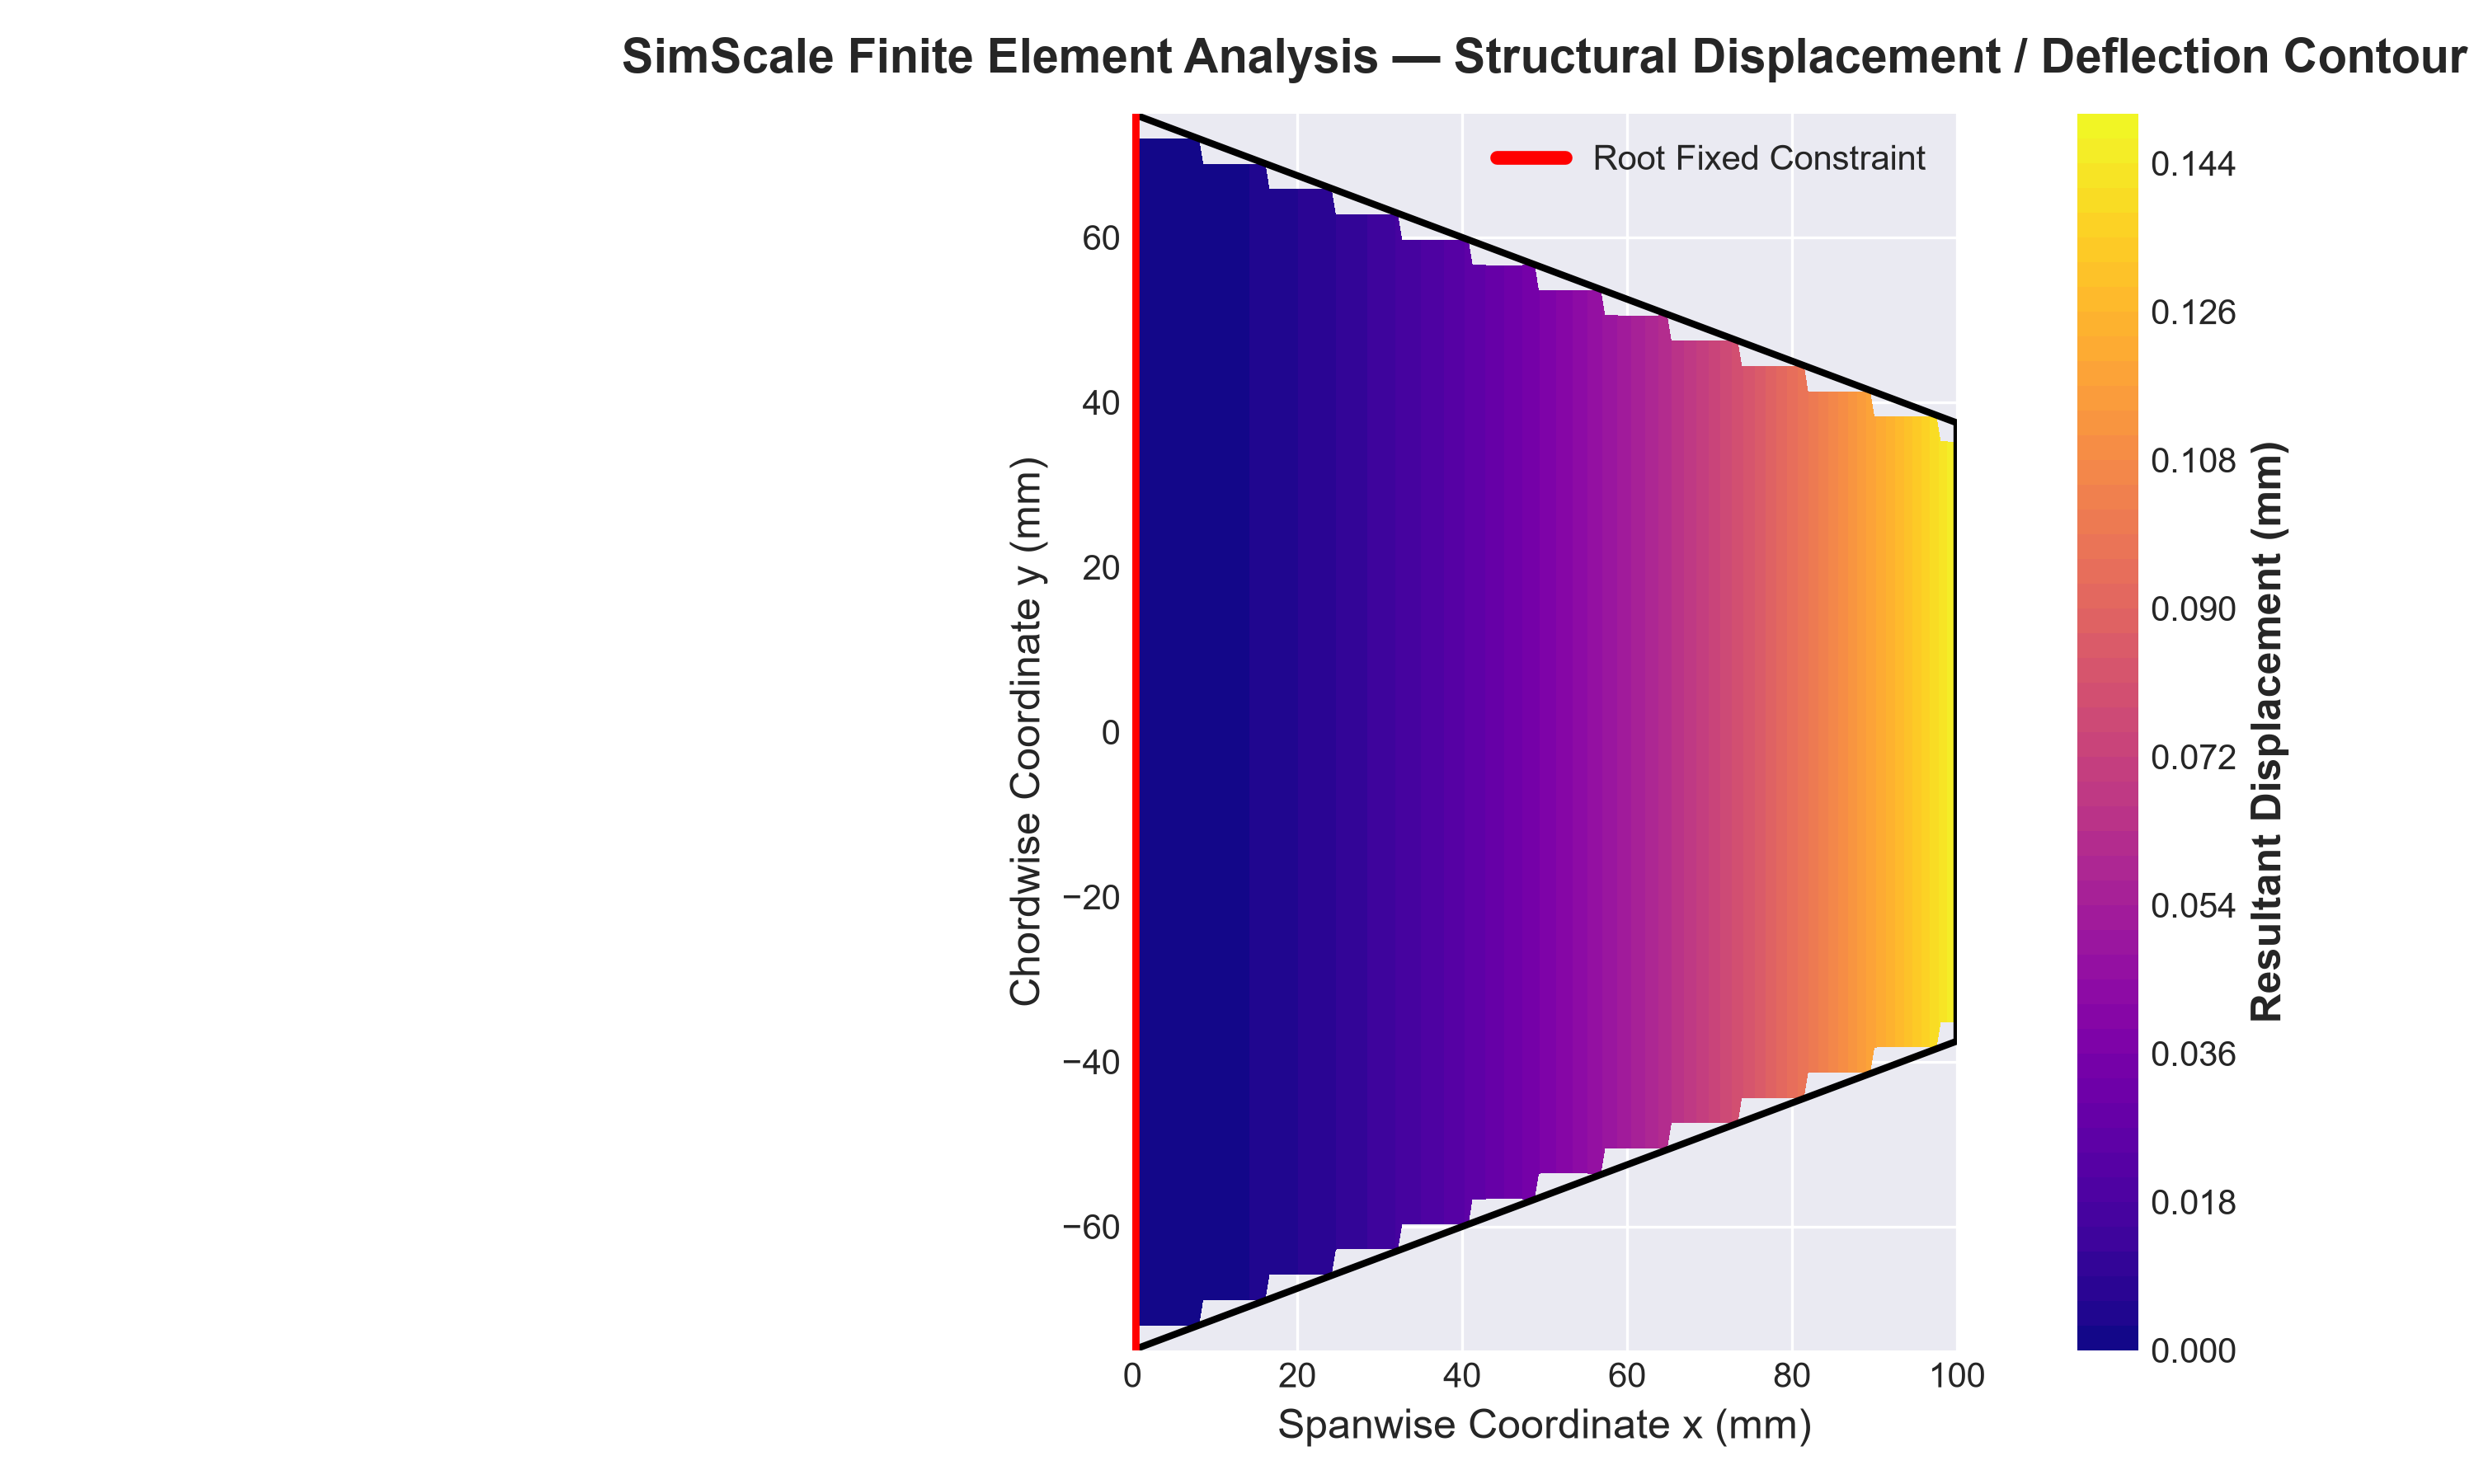 SimScale Finite Element Analysis — Structural Displacement / Deflection Contour
Root Fixed Constraint
Chordwise Coordinate y (mm)
60
40
20
0
−20
−40
−60
0 20 40 60 80 100
Spanwise Coordinate x (mm)
0.144
0.126
0.108
0.090
0.072
0.054
0.036
0.018
0.000
Resultant Displacement (mm)